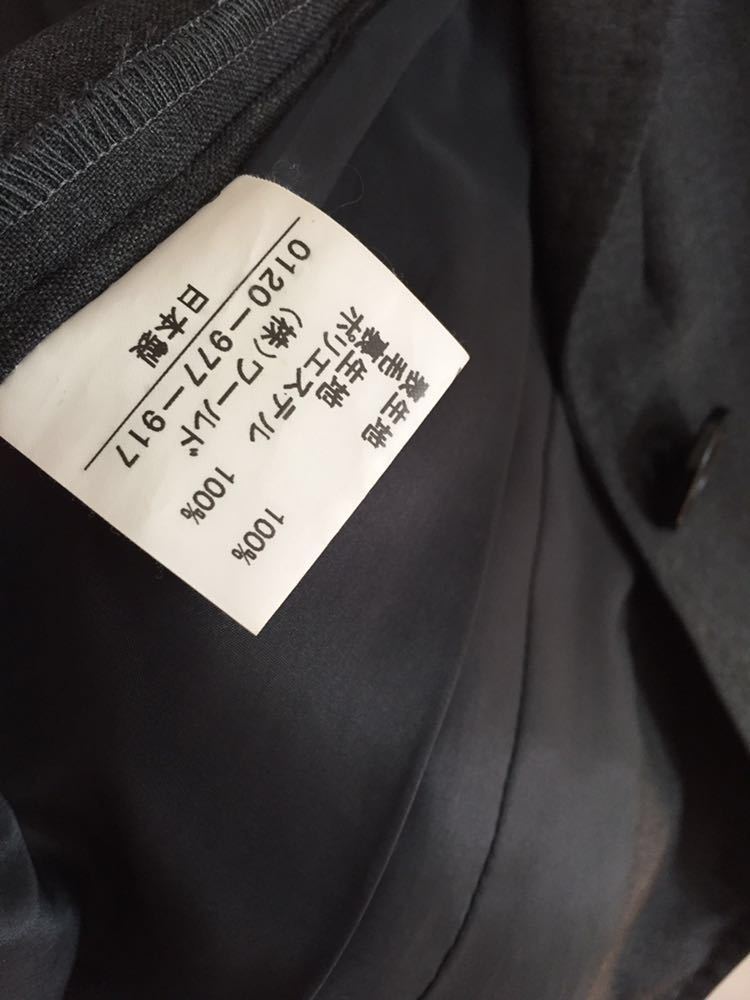 表生地
毛 100%
裏生地
ポリエステル 100%
(株)ワールド
0120-977-917
日本製